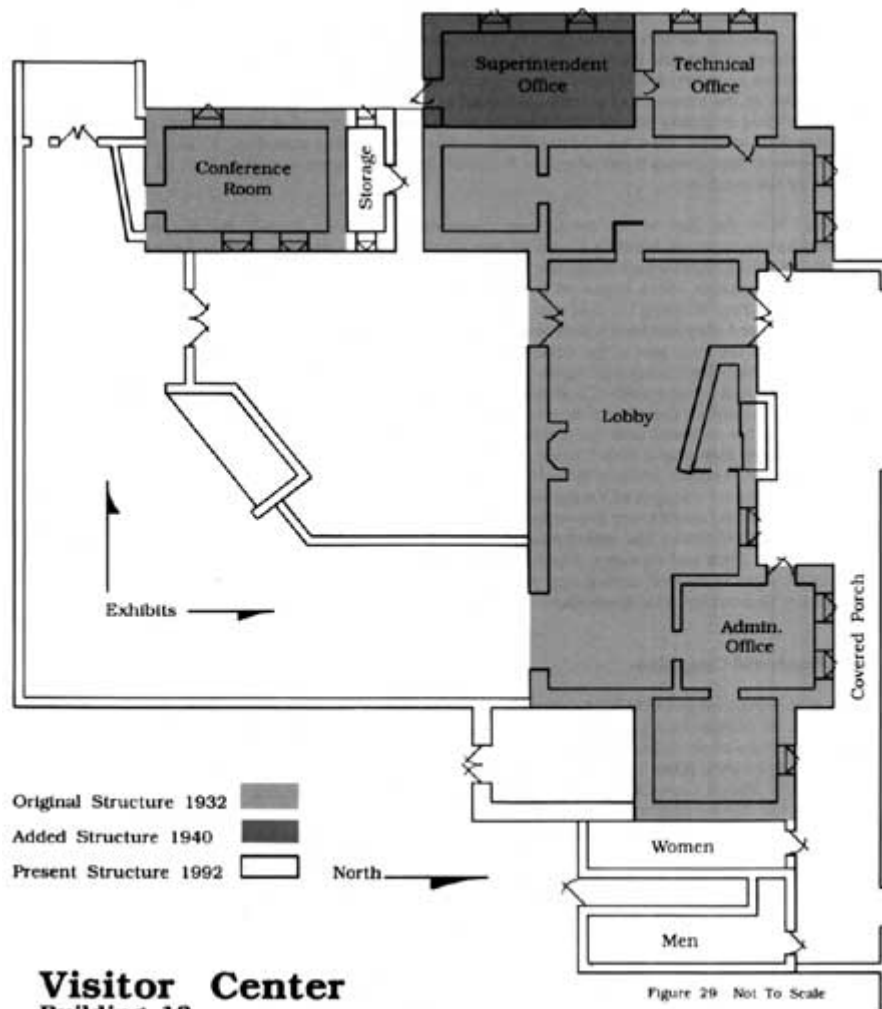 Superintendent
Office
Technical
Office
Conference
Room
Storage
Lobby
Exhibits
Admin.
Office
Covered Porch
Original Structure 1932
Added Structure 1940
Present Structure 1992
North
Women
Men
Visitor Center
Figure 29 Not To Scale